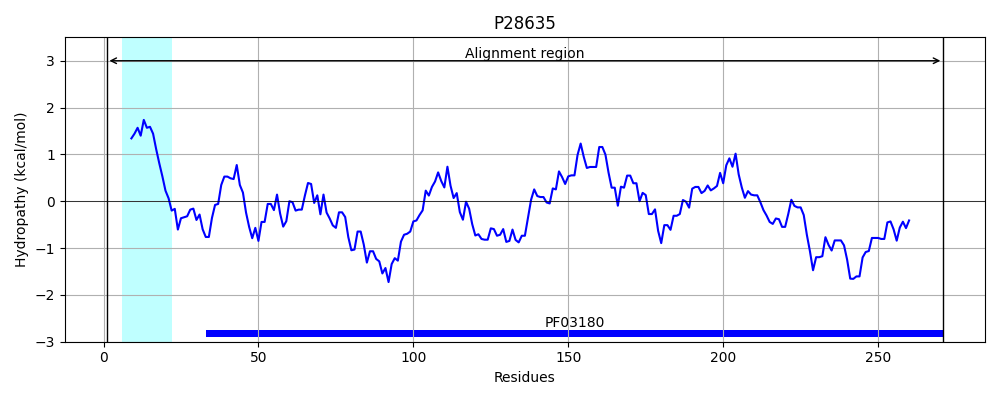 P28635
Hydropathy (kcal/mol)
3
2
1
0
−1
−2
−3
Alignment region
PF03180
0
50
100
150
200
250
Residues